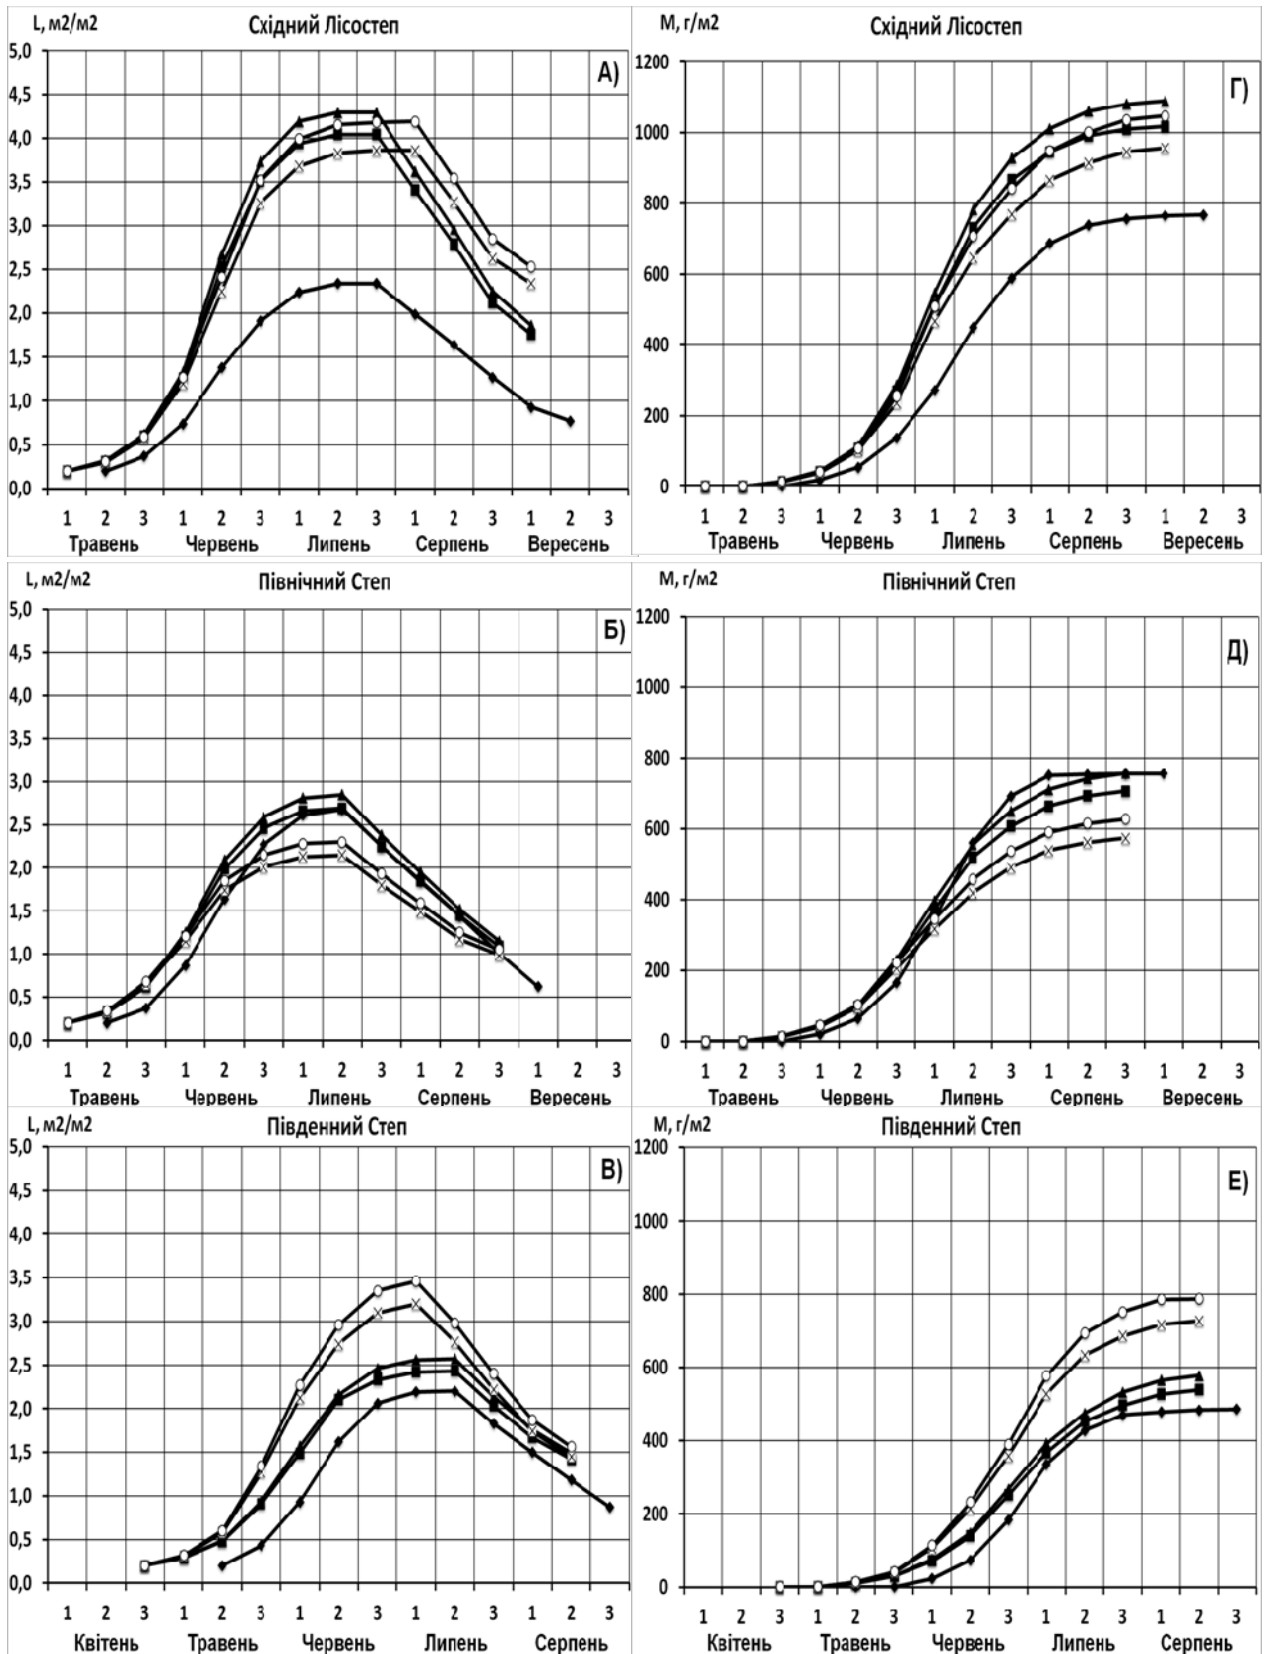 L, м2/м2
Східний Лісостеп
А)
5,0
4,5
4,0
3,5
3,0
2,5
2,0
1,5
1,0
0,5
0,0
1 2 3 1 2 3 1 2 3 1 2 3 1 2 3
Травень Червень Липень Серпень Вересень
М, г/м2
Східний Лісостеп
Г)
1200
1000
800
600
400
200
0
1 2 3 1 2 3 1 2 3 1 2 3 1 2 3
Травень Червень Липень Серпень Вересень
L, м2/м2
Північний Степ
Б)
5,0
4,5
4,0
3,5
3,0
2,5
2,0
1,5
1,0
0,5
0,0
1 2 3 1 2 3 1 2 3 1 2 3 1 2 3
Травень Червень Липень Серпень Вересень
М, г/м2
Північний Степ
Д)
1200
1000
800
600
400
200
0
1 2 3 1 2 3 1 2 3 1 2 3 1 2 3
Травень Червень Липень Серпень Вересень
L, м2/м2
Південний Степ
В)
5,0
4,5
4,0
3,5
3,0
2,5
2,0
1,5
1,0
0,5
0,0
1 2 3 1 2 3 1 2 3 1 2 3 1 2 3
Квітень Травень Червень Липень Серпень
М, г/м2
Південний Степ
Е)
1200
1000
800
600
400
200
0
1 2 3 1 2 3 1 2 3 1 2 3 1 2 3
Квітень Травень Червень Липень Серпень